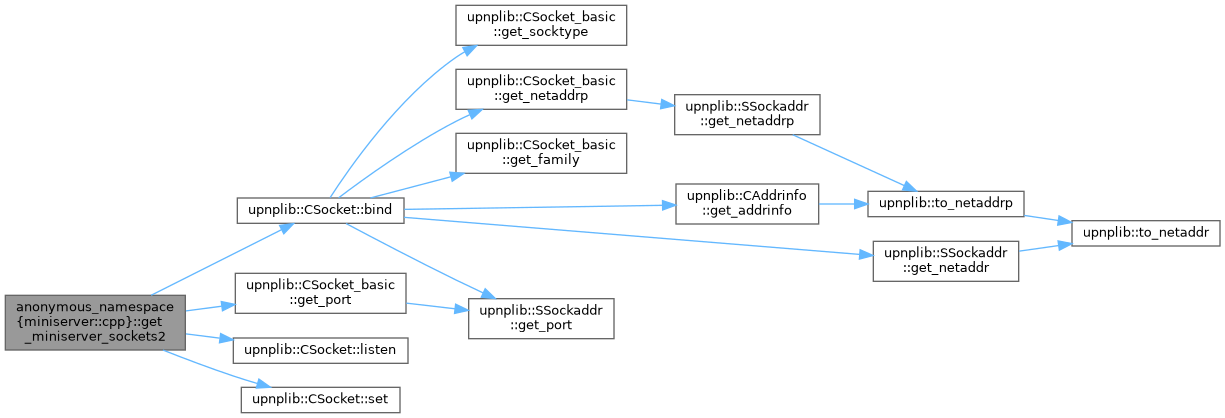 upnplib::CSocket_basic
::get_socktype
upnplib::CSocket_basic
::get_netaddrp
upnplib::SSockaddr
::get_netaddrp
upnplib::CSocket_basic
::get_family
upnplib::CSocket::bind
upnplib::CAddrinfo
::get_addrinfo
upnplib::to_netaddrp
upnplib::to_netaddr
upnplib::SSockaddr
::get_netaddr
upnplib::CSocket_basic
::get_port
upnplib::SSockaddr
::get_port
anonymous_namespace
{miniserver::cpp}::get
_miniserver_sockets2
upnplib::CSocket::listen
upnplib::CSocket::set